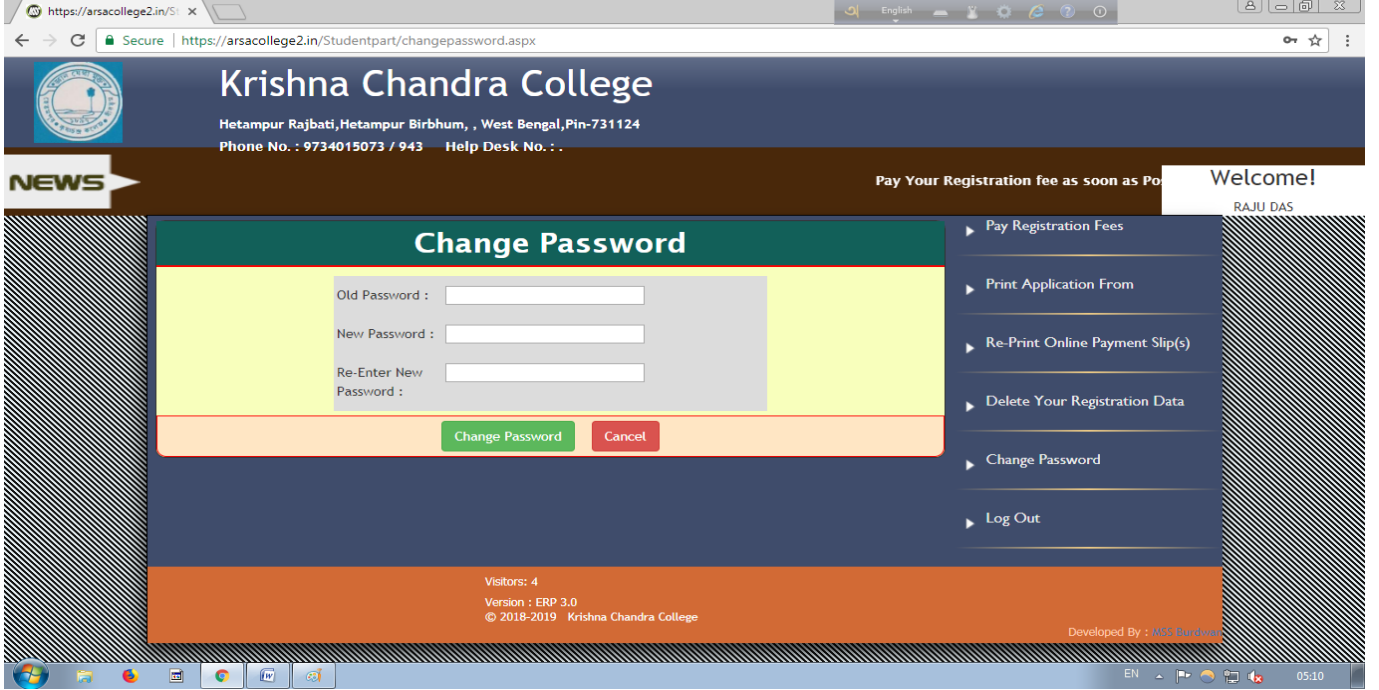 https://arsacollege2.in/St
English
Secure | https://arsacollege2.in/Studentpart/changepassword.aspx
Krishna Chandra College
Hetampur Rajbati,Hetampur Birbhum, , West Bengal,Pin-731124
Phone No. : 9734015073 / 943 Help Desk No. : .
NEWS
Pay Your Registration fee as soon as Po
Welcome!
RAJU DAS
Change Password
Old Password :
New Password :
Re-Enter New
Password :
Change Password Cancel
Pay Registration Fees
Print Application From
Re-Print Online Payment Slip(s)
Delete Your Registration Data
Change Password
Log Out
Visitors: 4
Version : ERP 3.0
© 2018-2019 Krishna Chandra College
Developed By : MSS Burdwan
EN
05:10